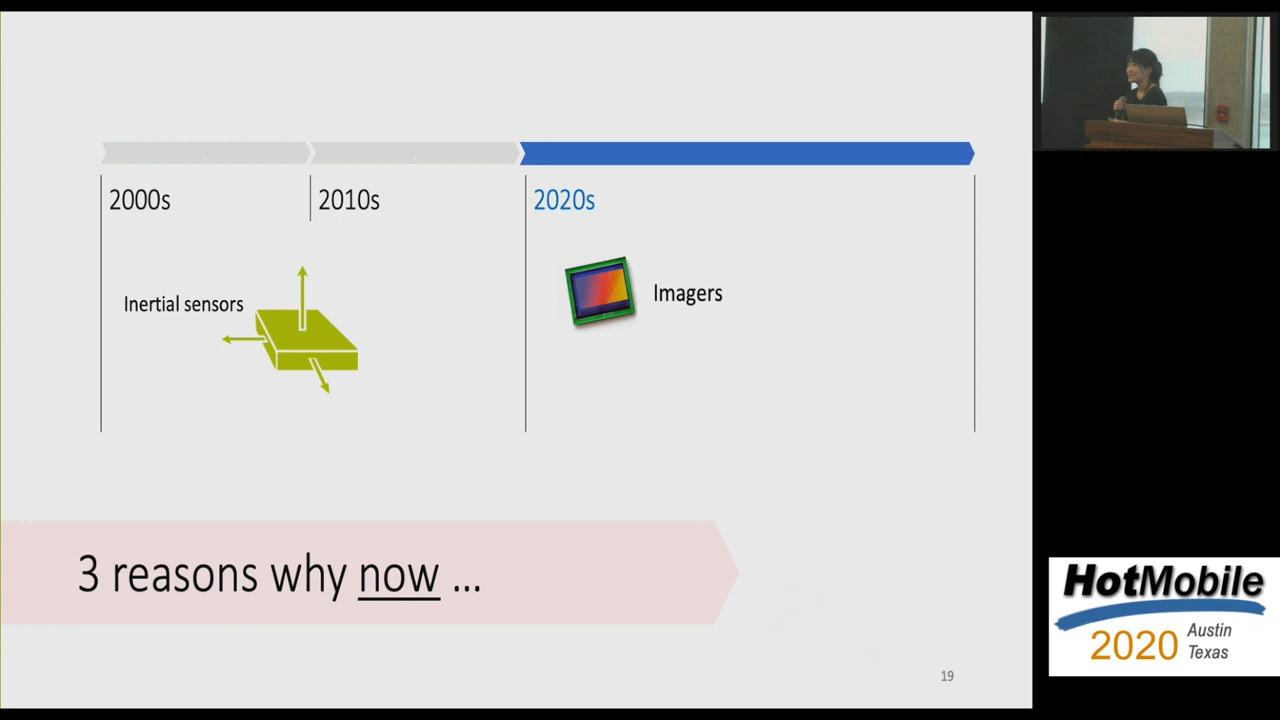 2000s
2010s
2020s
Inertial sensors
Imagers
3 reasons why now ...
19
HotMobile
2020
Austin
Texas